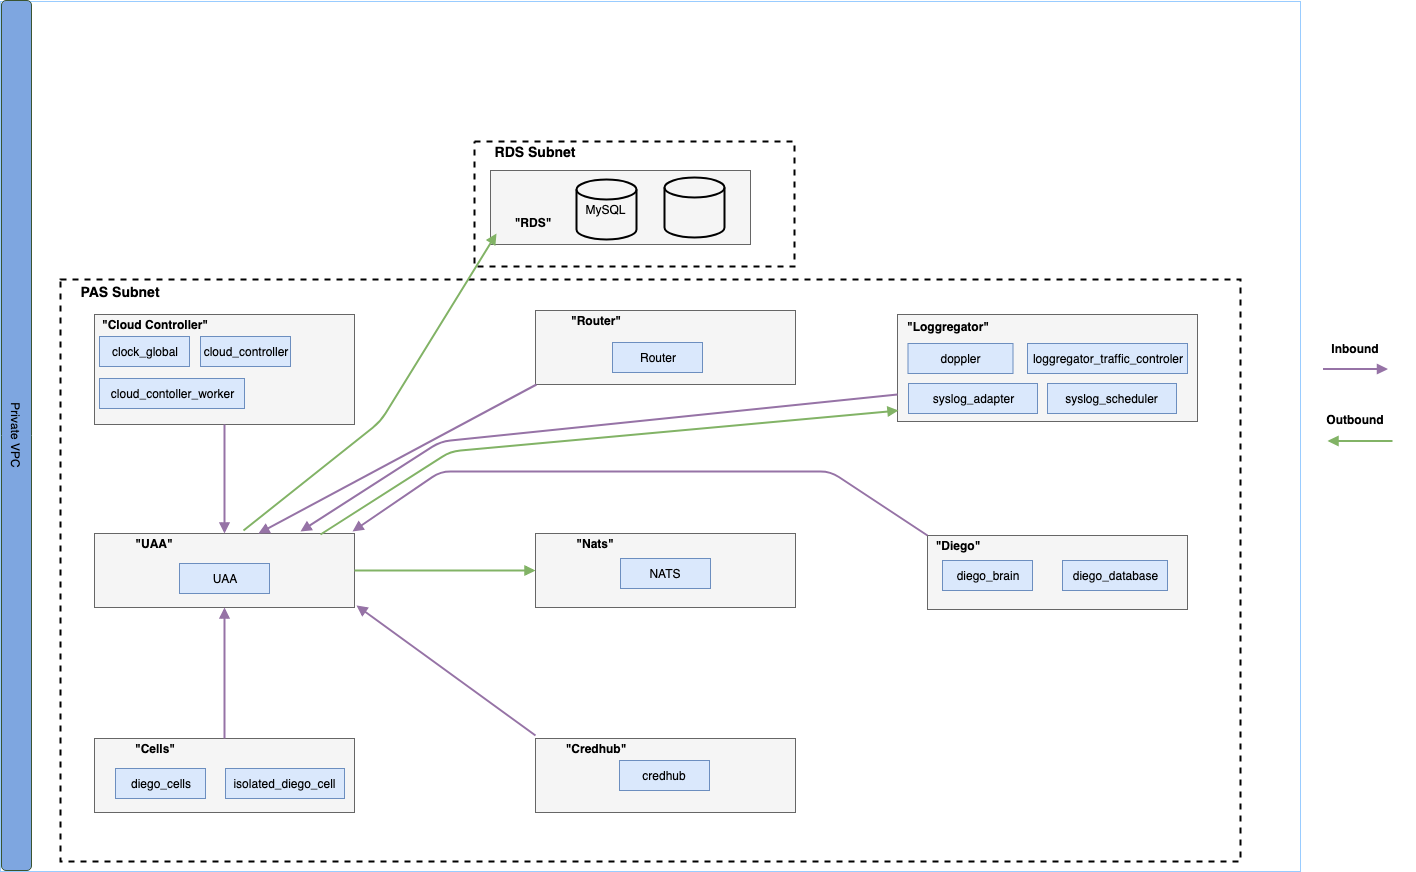 Private VPC
RDS Subnet
"RDS"
MySQL
PAS Subnet
"Cloud Controller"
clock_global
cloud_controller
cloud_contoller_worker
"Router"
Router
"Loggregator"
doppler
loggregator_traffic_controler
syslog_adapter
syslog_scheduler
Inbound
Outbound
"UAA"
UAA
"Nats"
NATS
"Diego"
diego_brain
diego_database
"Cells"
diego_cells
isolated_diego_cell
"Credhub"
credhub